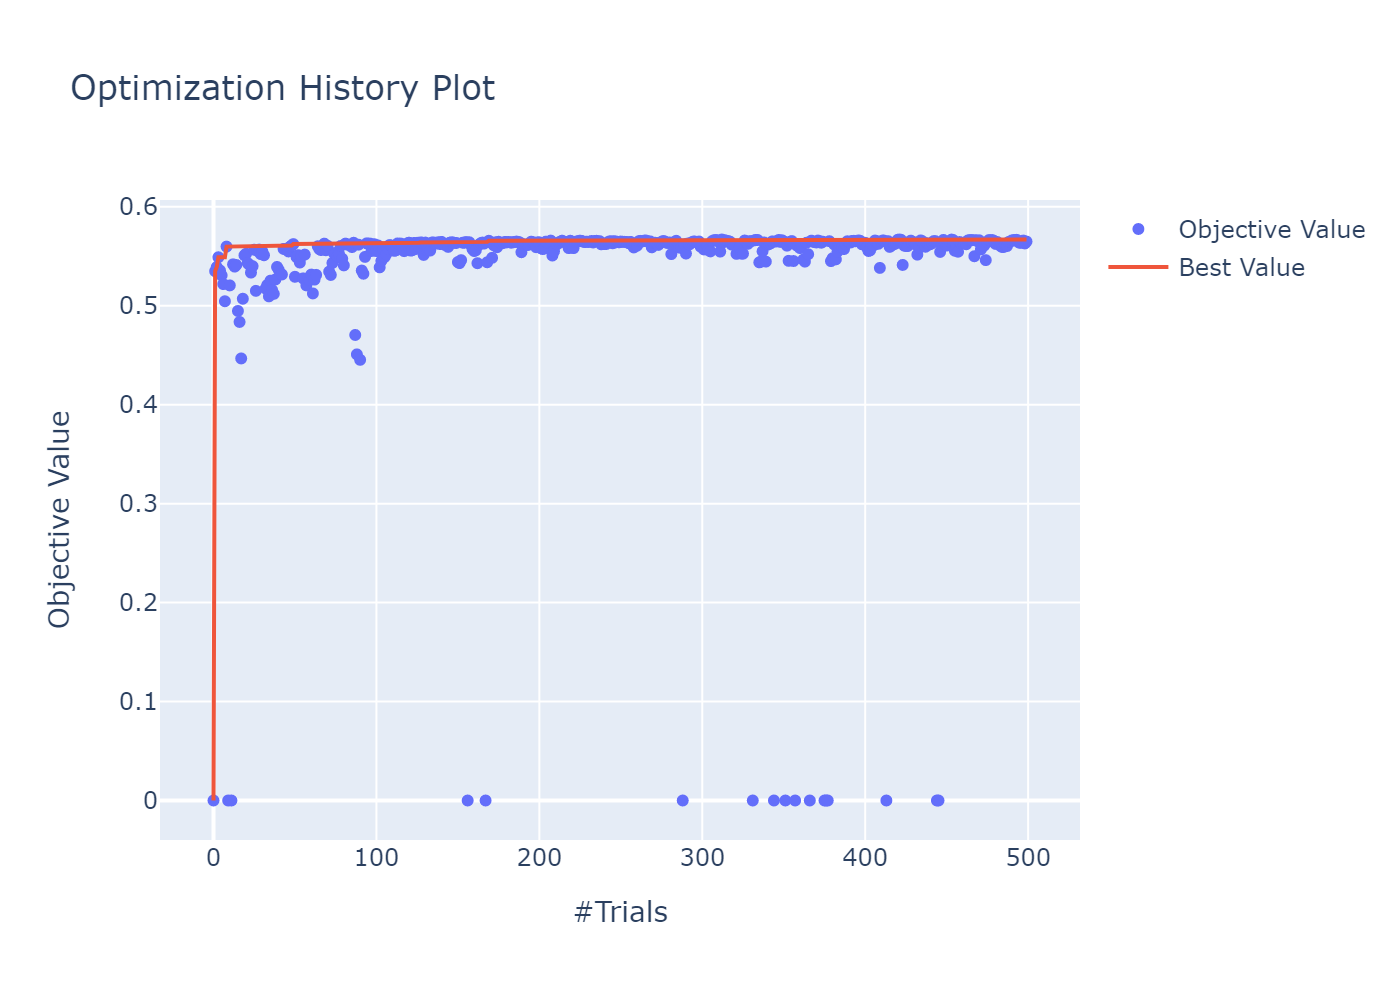 Optimization History Plot
Objective Value
Best Value
0.6
0.5
0.4
0.3
0.2
0.1
0
Objective Value
0 100 200 300 400 500
#Trials